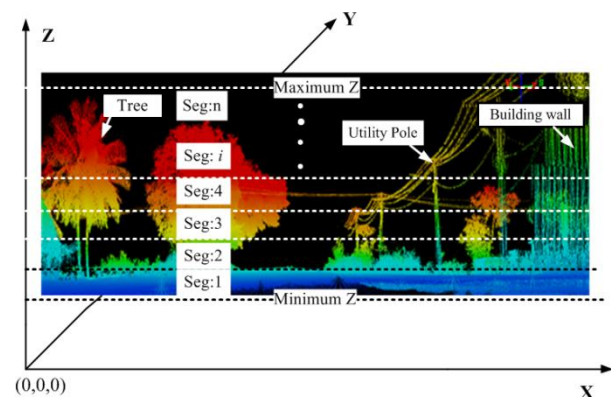 Y
Z
Maximum Z
Tree
Seg:n
Building wall
Utility Pole
Seg: i
Seg:4
Seg:3
Seg:2
Seg:1
Minimum Z
(0,0,0)
X